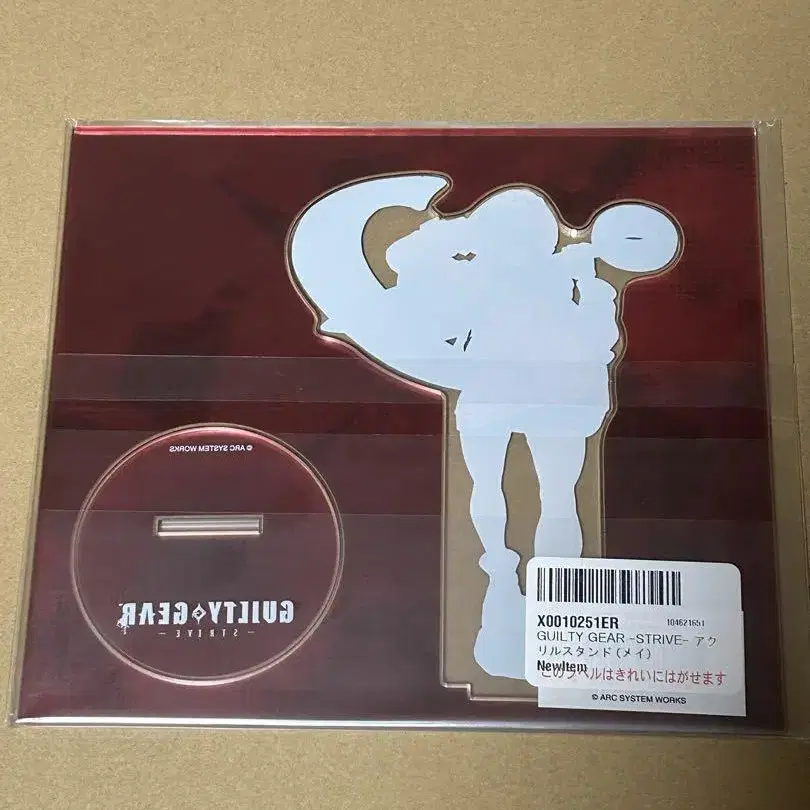 © ARC SYSTEM WORKS
GUILTY GEAR
- STRIVE -
X0010251ER 104621651
GUILTY GEAR -STRIVE- アク
リルスタンド(メイ)
NewItem
このラベルはきれいにはがせます
© ARC SYSTEM WORKS